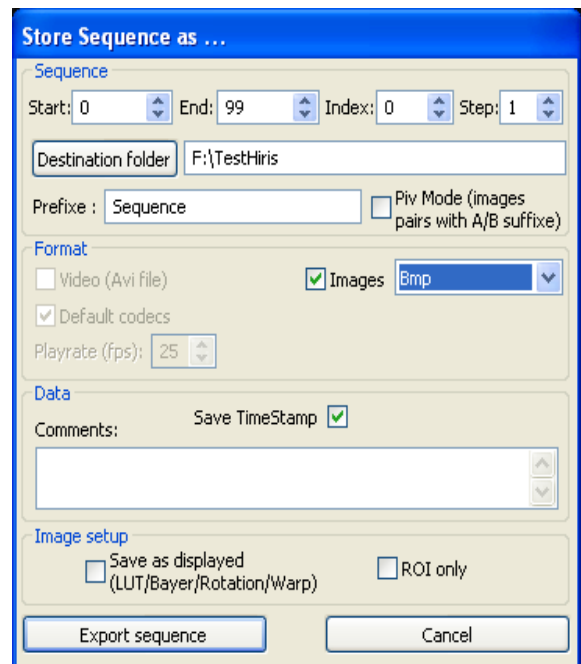 Store Sequence as ...
Sequence
Start: 0 End: 99 Index: 0 Step: 1
Destination folder F:\TestHiris
Prefixe : Sequence Piv Mode (images
pairs with A/B suffixe)
Format
Video (Avi file) Images Bmp
Default codecs
Playrate (fps): 25
Data
Save TimeStamp
Comments:
Image setup
Save as displayed
(LUT/Bayer/Rotation/Warp) ROI only
Export sequence Cancel